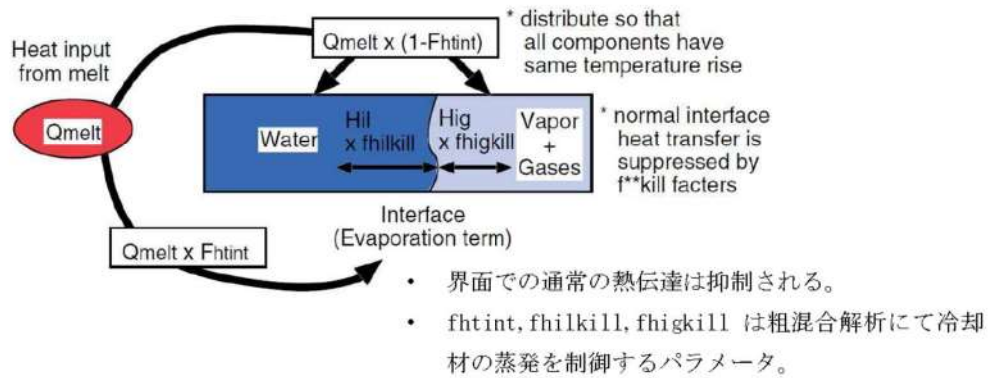 Heat input
from melt
Qmelt
Qmelt x (1-Fhtint)
* distribute so that
all components have
same temperature rise
Water
Hil
x fhilkill
Hig
x fhigkill
Vapor
+
Gases
* normal interface
heat transfer is
suppressed by
f**kill facters
Interface
(Evaporation term)
Qmelt x Fhtint
・ 界面での通常の熱伝達は抑制される。
・ fhtint,fhilkill,fhigkill は粗混合解析にて冷却
材の蒸発を制御するパラメータ。